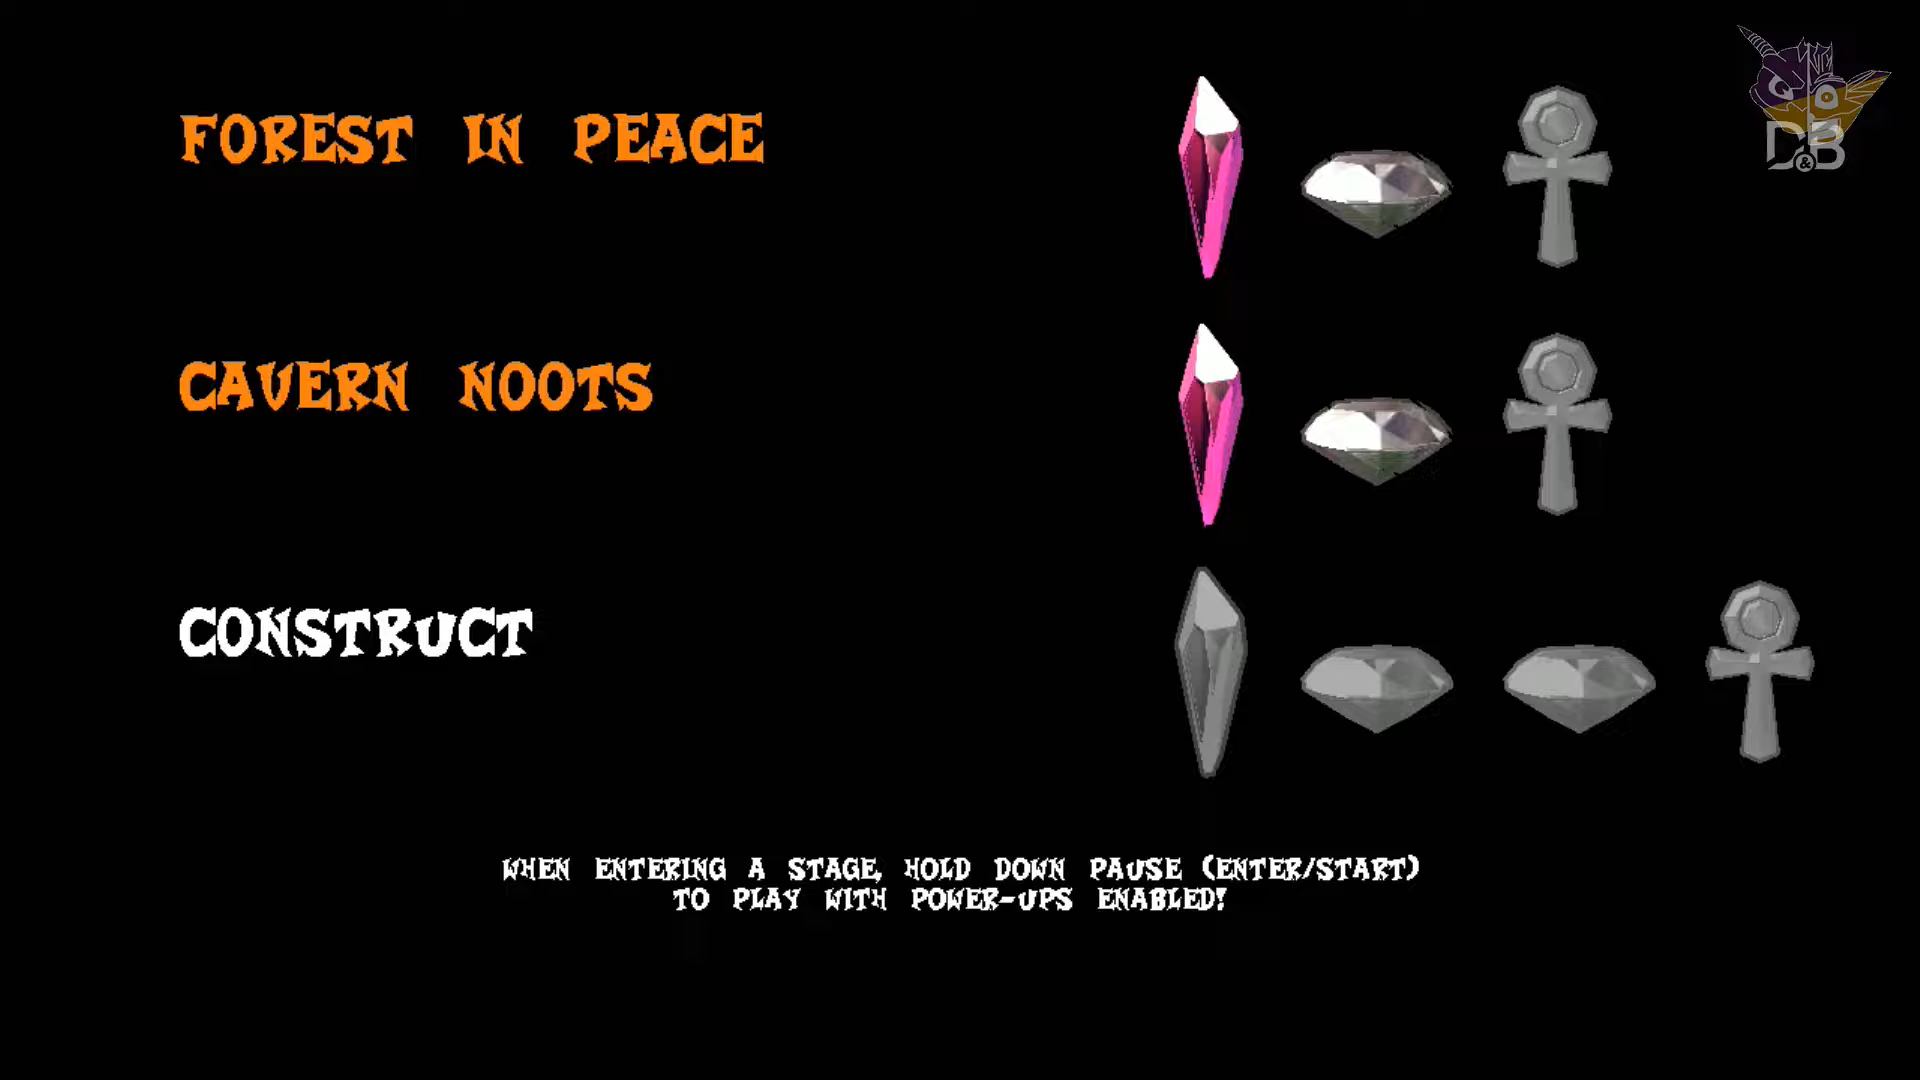 FOREST IN PEACE
D&B
CAVERN NOOTS
CONSTRUCT
WHEN ENTERING A STAGE, HOLD DOWN PAUSE (ENTER/START)
TO PLAY WITH POWER-UPS ENABLED!